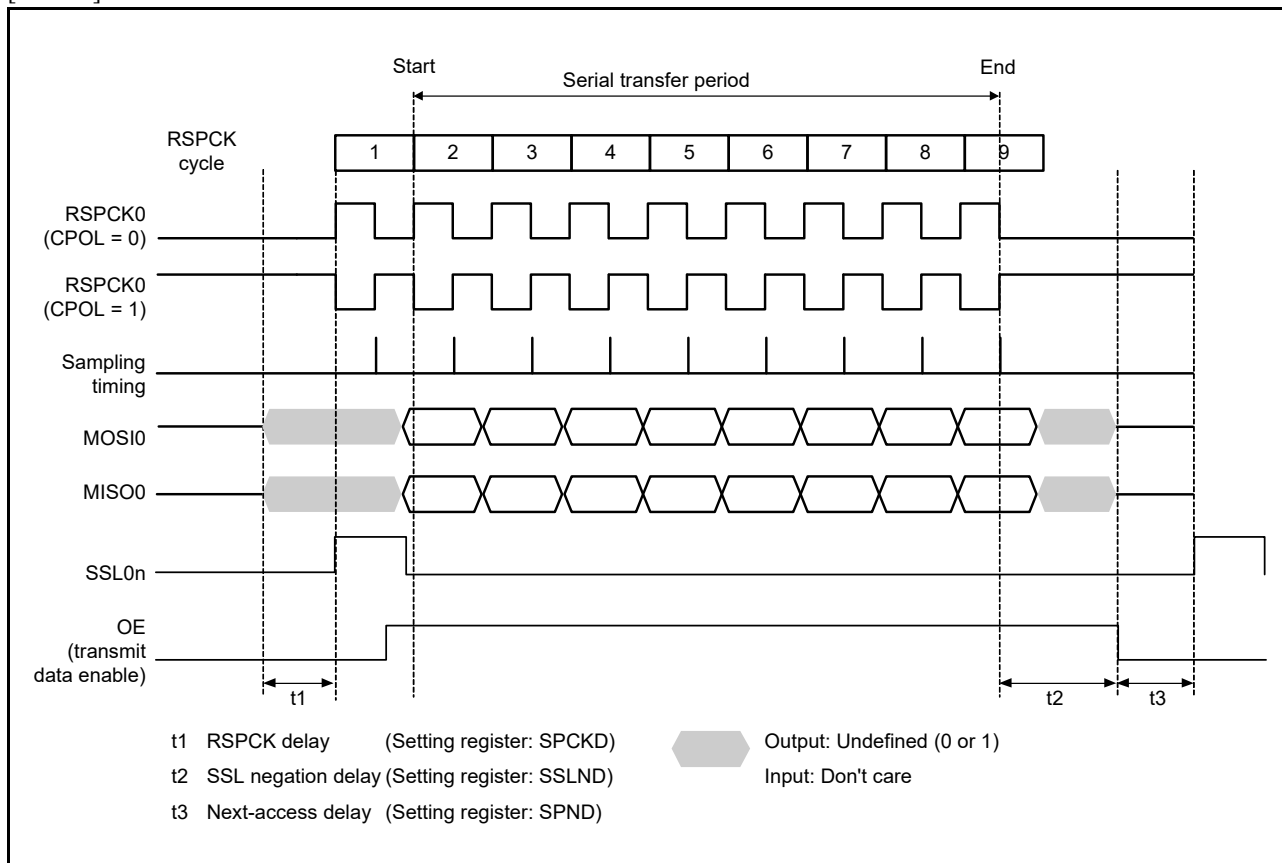 Start
End
Serial transfer period
RSPCK
cycle
1 2 3 4 5 6 7 8 9
RSPCK0
(CPOL = 0)
RSPCK0
(CPOL = 1)
Sampling
timing
MOSI0
MISO0
SSL0n
OE
(transmit
data enable)
t1 t2 t3
t1 RSPCK delay (Setting register: SPCKD)
t2 SSL negation delay (Setting register: SSLND)
t3 Next-access delay (Setting register: SPND)
Output: Undefined (0 or 1)
Input: Don't care